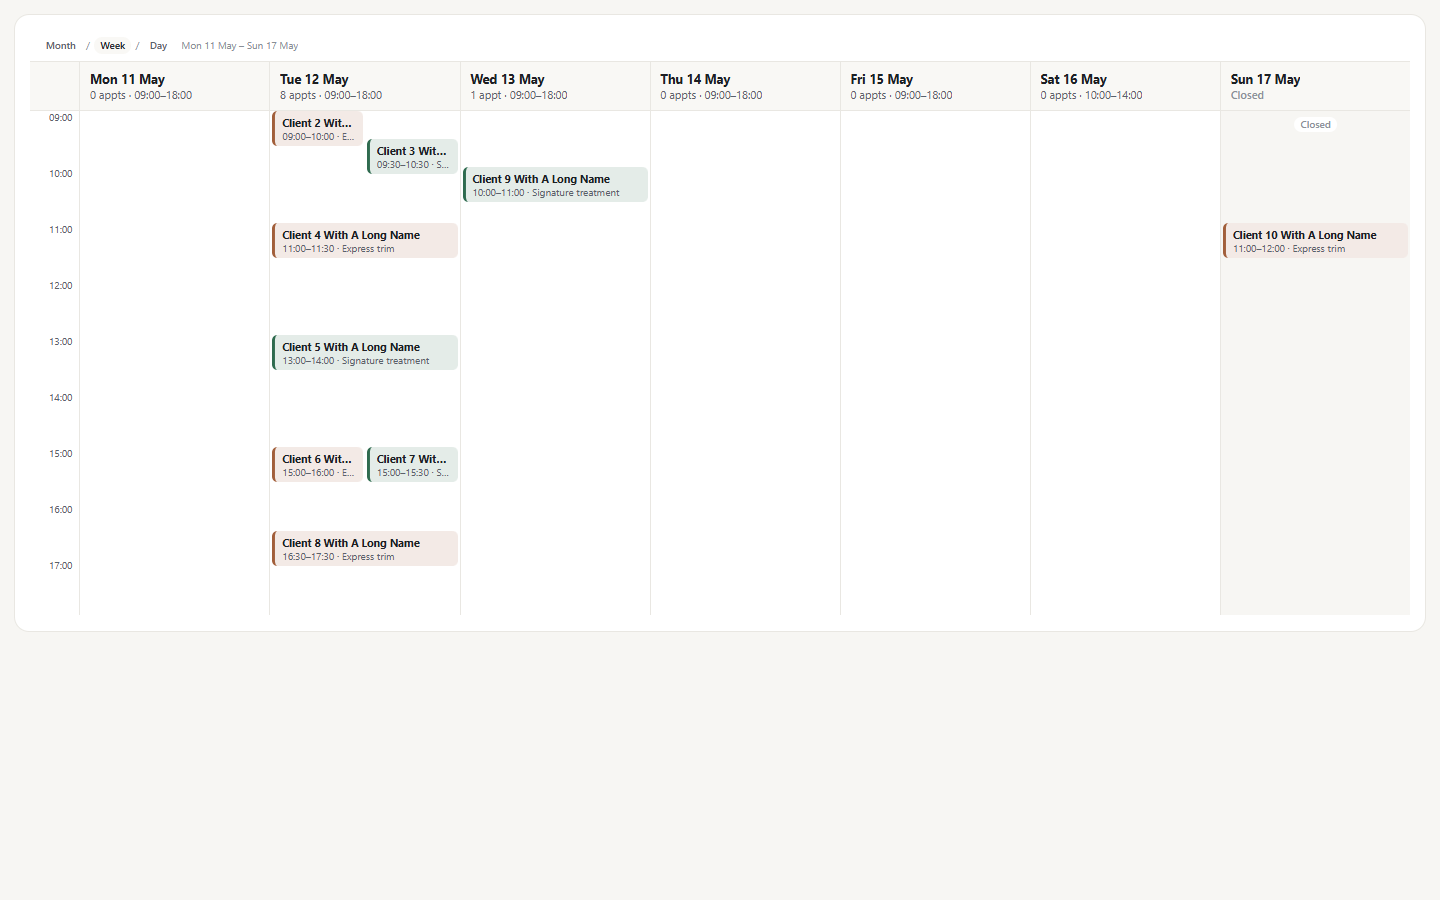 Month / Week / Day Mon 11 May – Sun 17 May
Mon 11 May
0 appts · 09:00–18:00
Tue 12 May
8 appts · 09:00–18:00
Wed 13 May
1 appt · 09:00–18:00
Thu 14 May
0 appts · 09:00–18:00
Fri 15 May
0 appts · 09:00–18:00
Sat 16 May
0 appts · 10:00–14:00
Sun 17 May
Closed
09:00
10:00
11:00
12:00
13:00
14:00
15:00
16:00
17:00
Client 2 Wit...
09:00–10:00 · E...
Client 3 Wit...
09:30–10:30 · S...
Client 4 With A Long Name
11:00–11:30 · Express trim
Client 5 With A Long Name
13:00–14:00 · Signature treatment
Client 6 Wit...
15:00–16:00 · E...
Client 7 Wit...
15:00–15:30 · S...
Client 8 With A Long Name
16:30–17:30 · Express trim
Client 9 With A Long Name
10:00–11:00 · Signature treatment
Closed
Client 10 With A Long Name
11:00–12:00 · Express trim